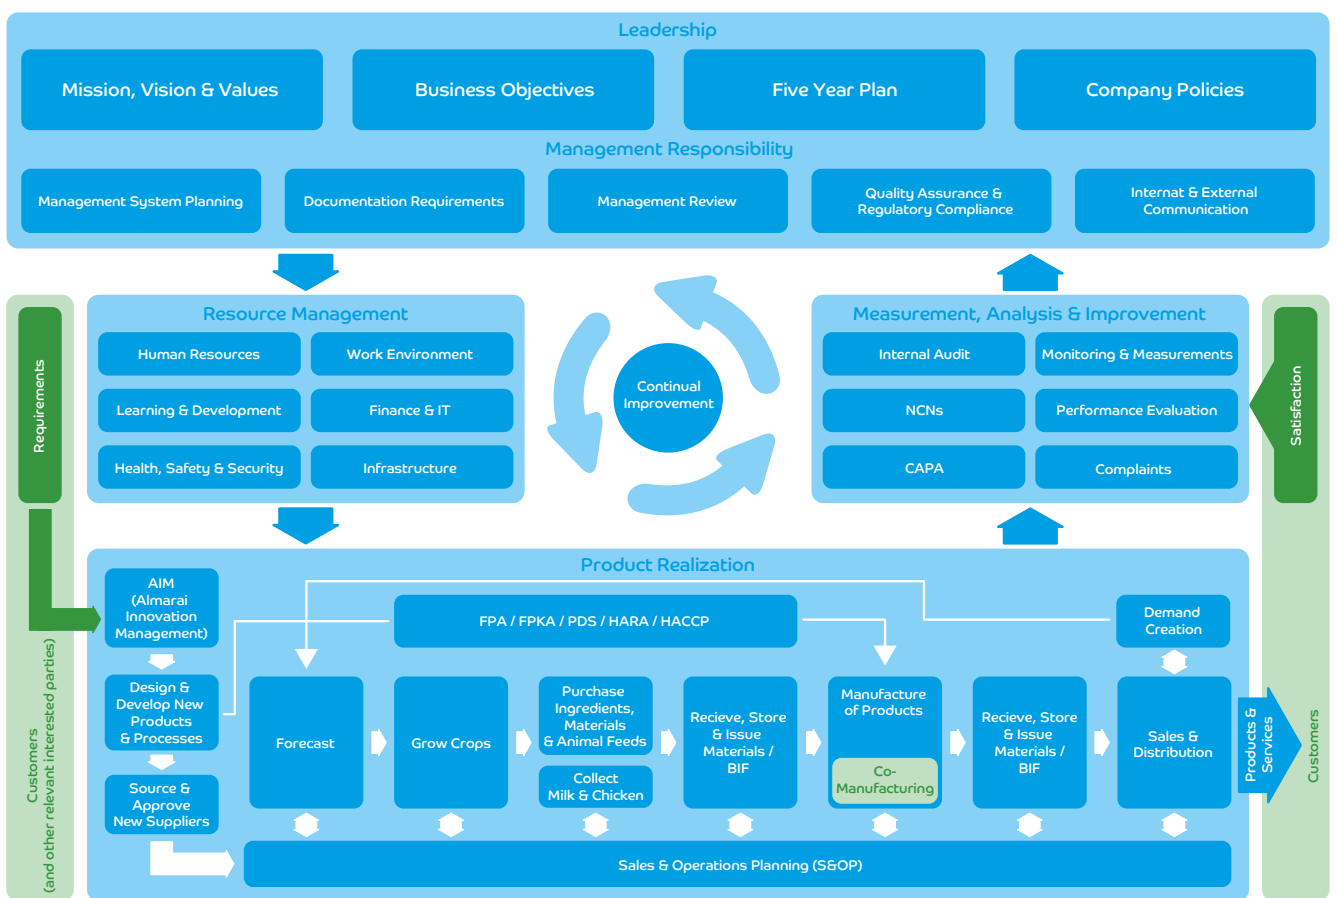 Leadership
Mission, Vision & Values
Business Objectives
Five Year Plan
Company Policies
Management Responsibility
Management System Planning
Documentation Requirements
Management Review
Quality Assurance &
Regulatory Compliance
Internat & External
Communication
Requirements
Customers
(and other relevant interested parties)
Resource Management
Human Resources
Work Environment
Learning & Development
Finance & IT
Health, Safety & Security
Infrastructure
Continual
Improvement
Measurement, Analysis & Improvement
Internal Audit
Monitoring & Measurements
NCNs
Performance Evaluation
CAPA
Complaints
Satisfaction
Customers
Product Realization
AIM
(Almarai
Innovation
Management)
Design &
Develop New
Products
& Processes
Source &
Approve
New Suppliers
FPA / FPKA / PDS / HARA / HACCP
Demand
Creation
Forecast
Grow Crops
Purchase
Ingredients,
Materials
& Animal Feeds
Collect
Milk & Chicken
Recieve, Store
& Issue
Materials /
BIF
Manufacture
of Products
Co-
Manufacturing
Recieve, Store
& Issue
Materials /
BIF
Sales &
Distribution
Products &
Services
Sales & Operations Planning (S&OP)